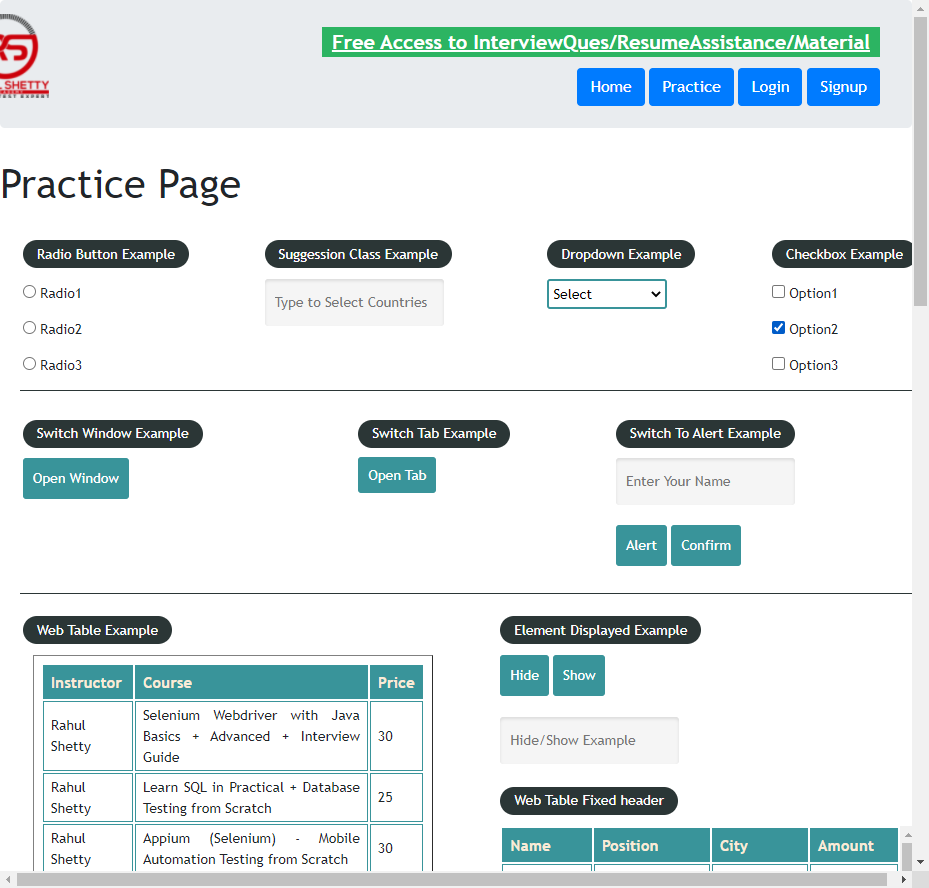 Free Access to InterviewQues/ResumeAssistance/Material
L SHETTY
Home Practice Login Signup
Practice Page
Radio Button Example
Radio1
Radio2
Radio3
Suggession Class Example
Type to Select Countries
Dropdown Example
Select
Checkbox Example
Option1
Option2
Option3
Switch Window Example
Open Window
Switch Tab Example
Open Tab
Switch To Alert Example
Enter Your Name
Alert Confirm
Web Table Example
Instructor Course Price
Rahul Shetty
Selenium Webdriver with Java
Basics + Advanced + Interview
Guide
30
Rahul Shetty
Learn SQL in Practical + Database
Testing from Scratch
25
Rahul Shetty
Appium (Selenium) - Mobile
Automation Testing from Scratch
30
Element Displayed Example
Hide Show
Hide/Show Example
Web Table Fixed header
Name Position City Amount